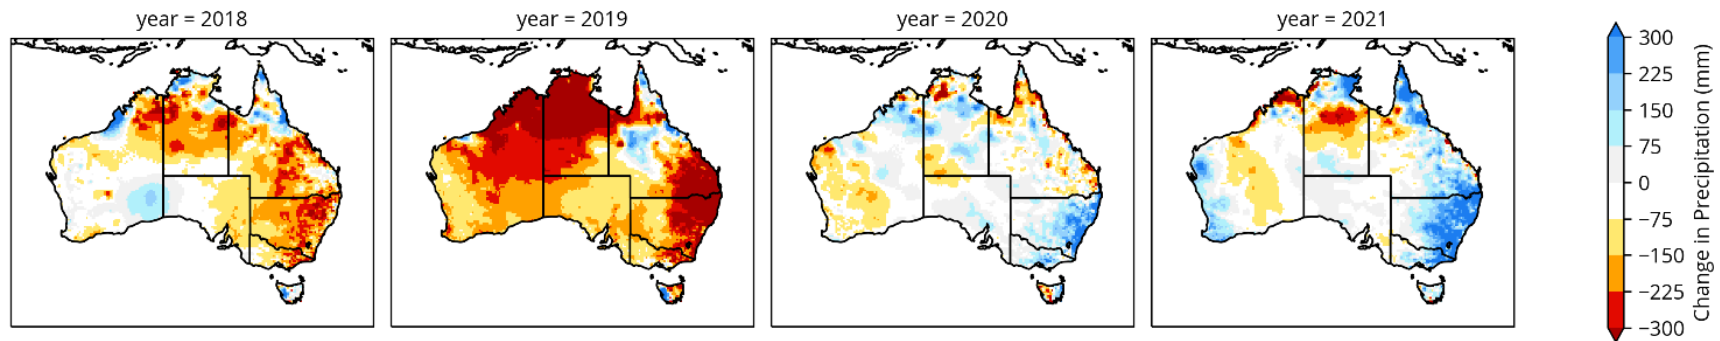 year = 2018
year = 2019
year = 2020
year = 2021
300
225
150
75
0
−75
−150
−225
−300
Change in Precipitation (mm)